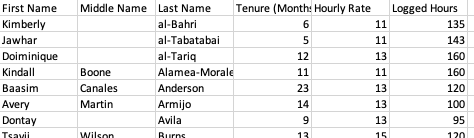 First Name Middle Name Last Name Tenure (Months Hourly Rate Logged Hours
Kimberly al-Bahri 6 11 135
Jawhar al-Tabatabai 5 11 143
Doiminique al-Tariq 12 13 160
Kindall Boone Alamea-Morale 11 11 160
Baasim Canales Anderson 23 13 120
Avery Martin Armijo 14 13 100
Dontay Avila 9 13 95
Tsavii Wilson Burns 13 15 120